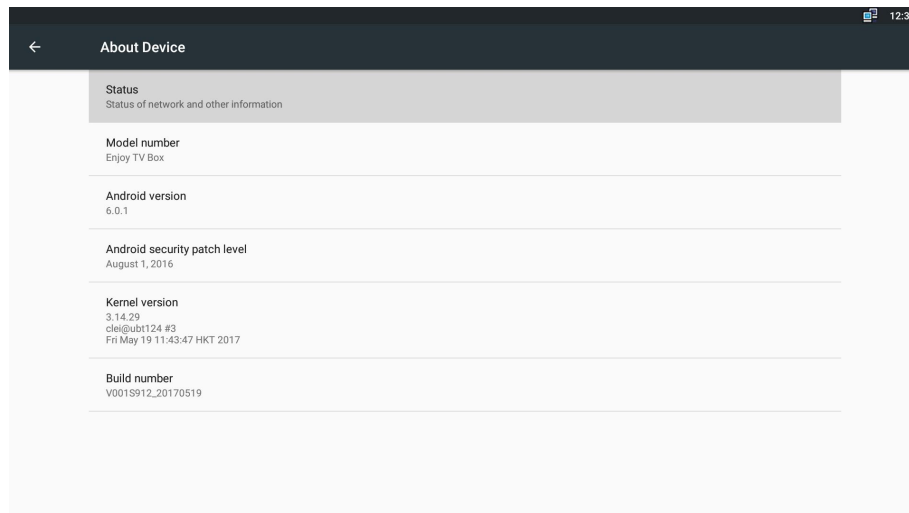 12:3
About Device
Status
Status of network and other information
Model number
Enjoy TV Box
Android version
6.0.1
Android security patch level
August 1, 2016
Kernel version
3.14.29
clei@ubt124 #3
Fri May 19 11:43:47 HKT 2017
Build number
V001S912_20170519